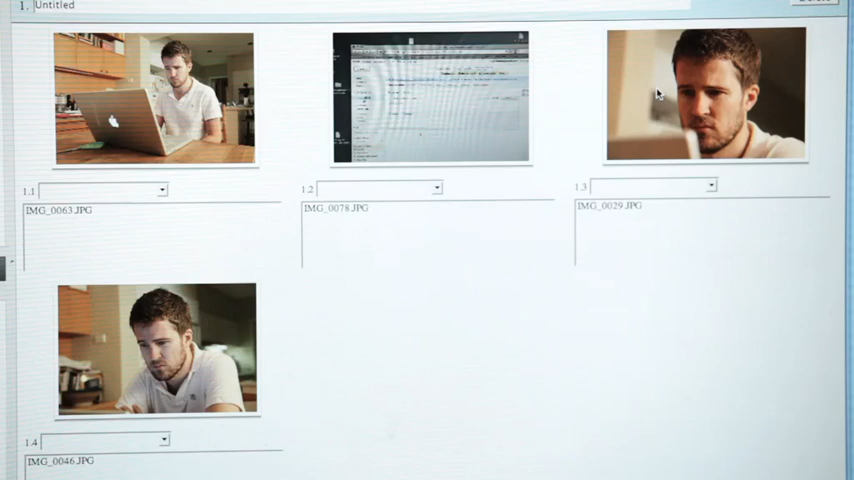 1. Untitled
1.1
1.2
1.3
IMG_0063.JPG
IMG_0078.JPG
IMG_0029.JPG
1.4
IMG_0046.JPG